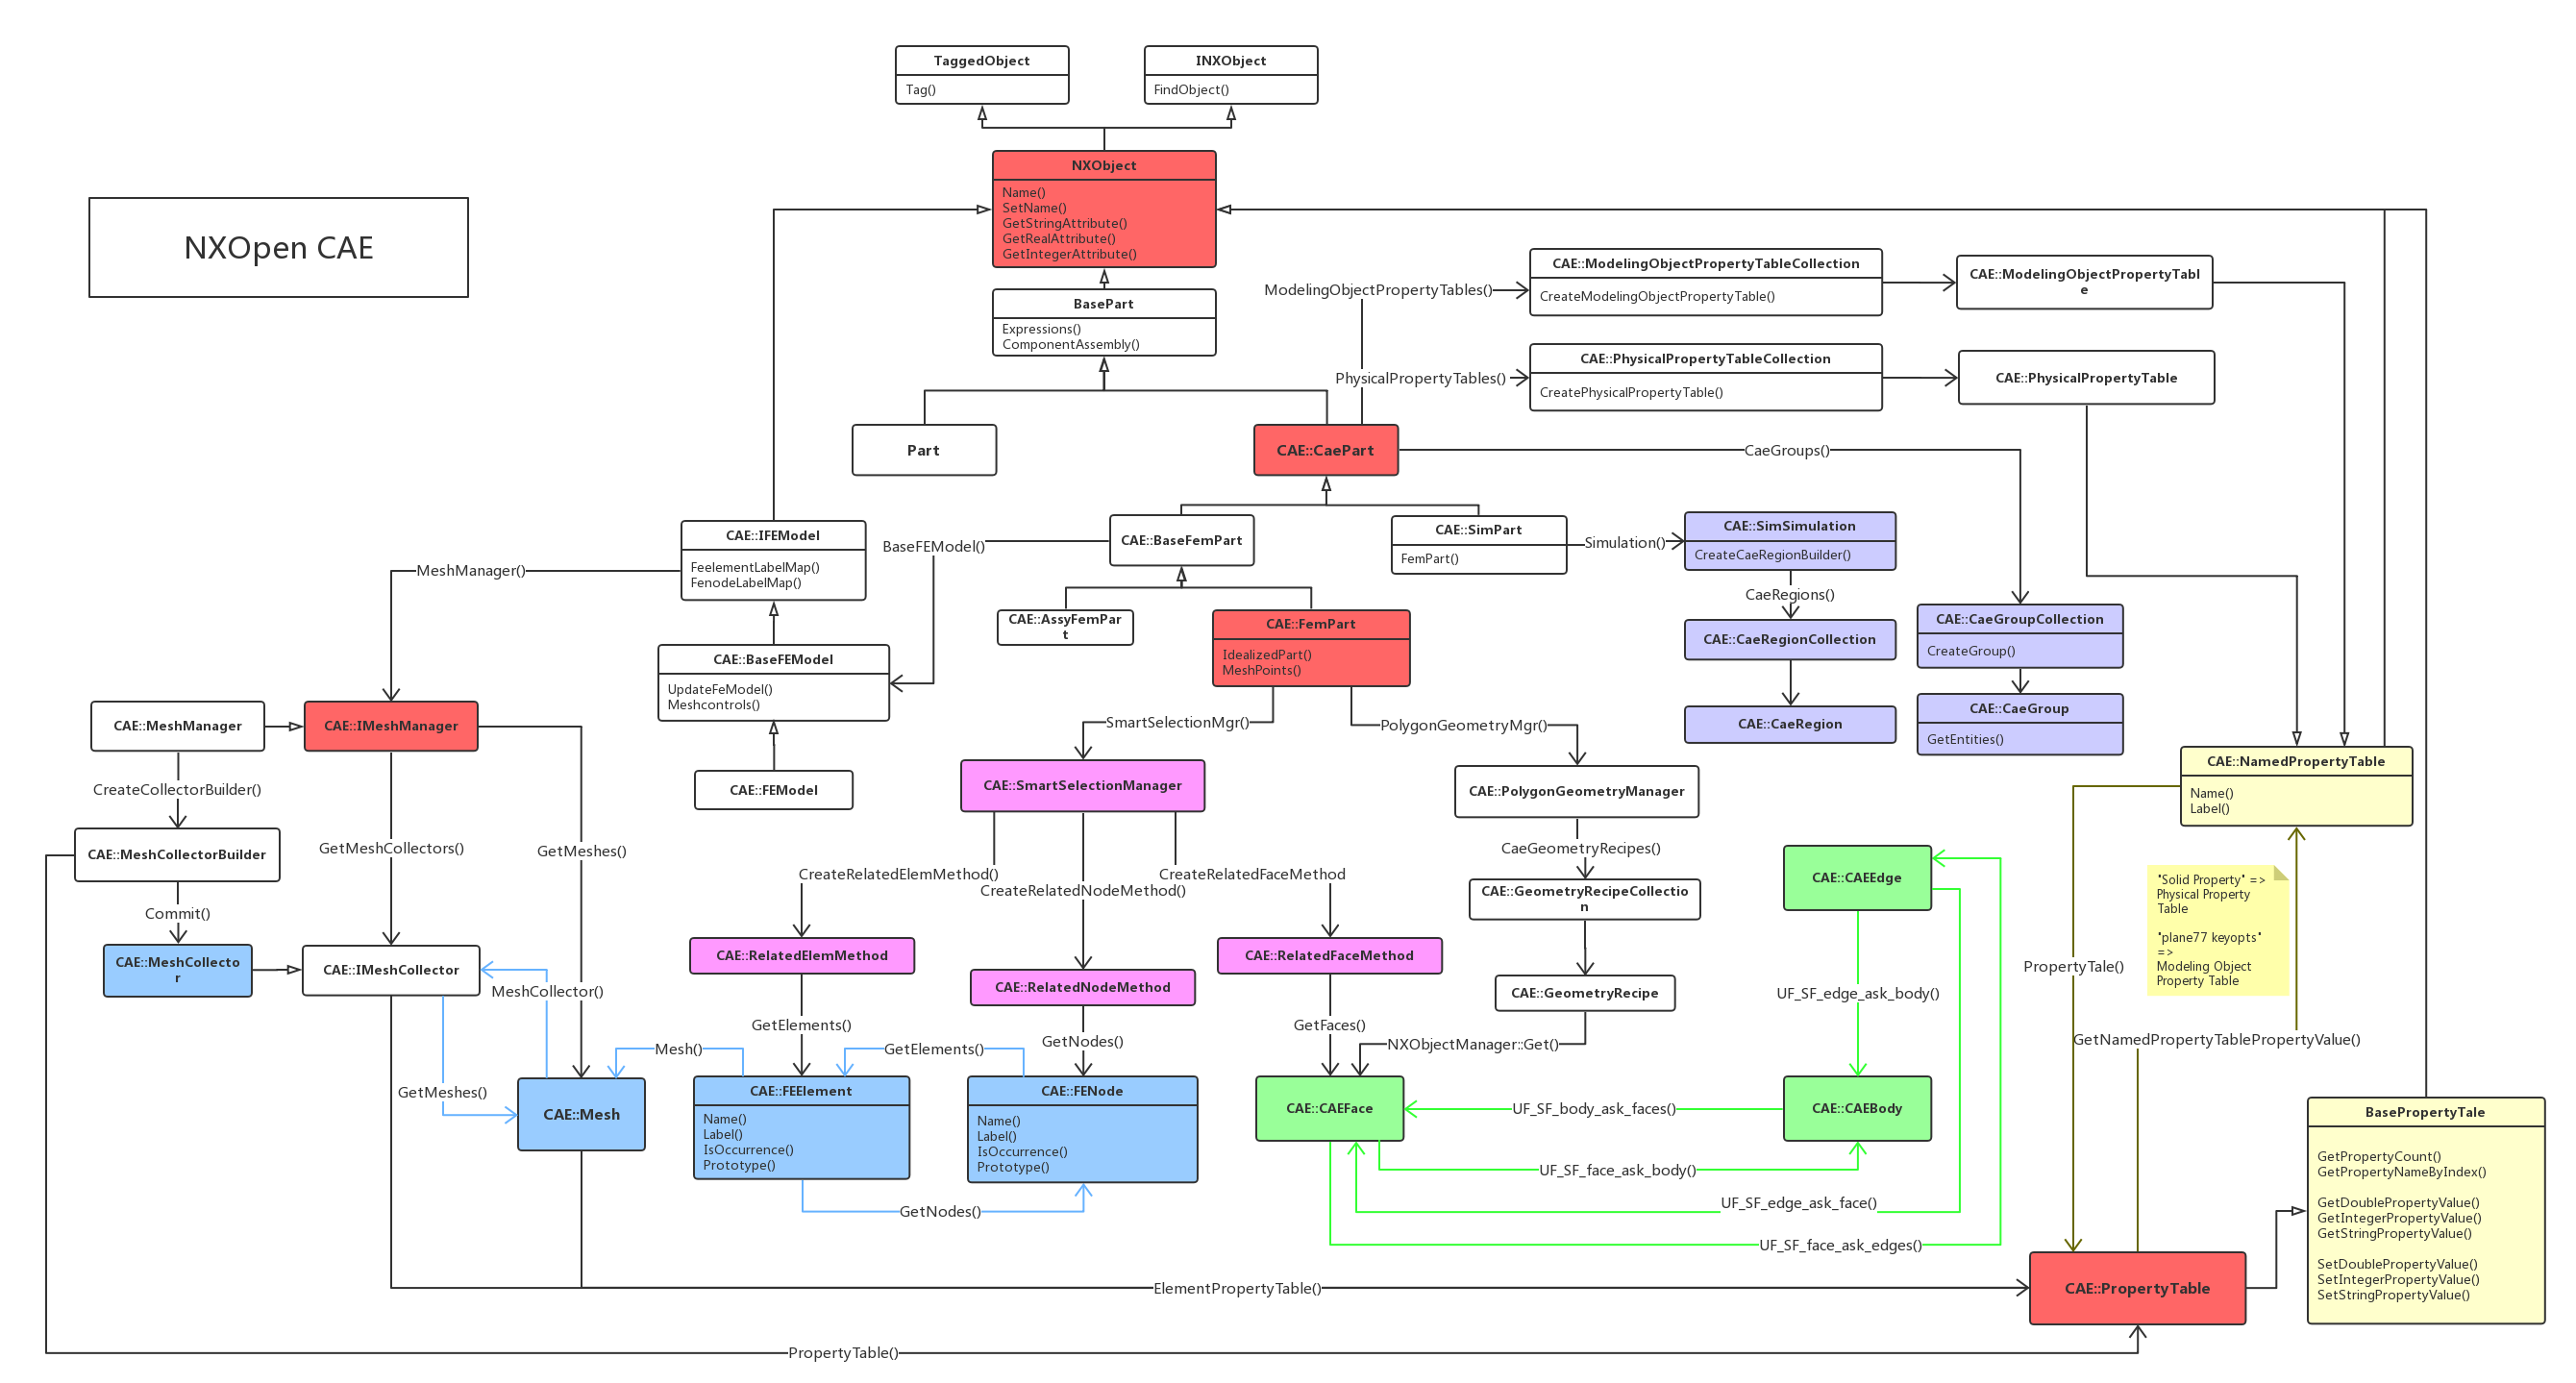 TaggedObject
Tag()
INXObject
FindObject()
NXObject
Name()
SetName()
GetStringAttribute()
GetRealAttribute()
GetIntegerAttribute()
NXOpen CAE
BasePart
Expressions()
ComponentAssembly()
ModelingObjectPropertyTables()
CAE::ModelingObjectPropertyTableCollection
CreateModelingObjectPropertyTable()
CAE::ModelingObjectPropertyTabl
e
PhysicalPropertyTables()
CAE::PhysicalPropertyTableCollection
CreatePhysicalPropertyTable()
CAE::PhysicalPropertyTable
Part
CAE::CaePart
CaeGroups()
CAE::IFEModel
FeelementLabelMap()
FenodeLabelMap()
BaseFEModel()
CAE::BaseFemPart
CAE::SimPart
FemPart()
Simulation()
CAE::SimSimulation
CreateCaeRegionBuilder()
MeshManager()
CaeRegions()
CAE::AssyFemPar
t
CAE::FemPart
IdealizedPart()
MeshPoints()
CAE::CaeRegionCollection
CAE::CaeGroupCollection
CreateGroup()
CAE::BaseFEModel
UpdateFeModel()
Meshcontrols()
CAE::MeshManager
CAE::IMeshManager
SmartSelectionMgr()
PolygonGeometryMgr()
CAE::CaeRegion
CAE::CaeGroup
GetEntities()
CAE::NamedPropertyTable
Name()
Label()
CreateCollectorBuilder()
CAE::FEModel
CAE::SmartSelectionManager
CAE::PolygonGeometryManager
CAE::MeshCollectorBuilder
GetMeshCollectors()
GetMeshes()
CreateRelatedElemMethod()
CreateRelatedNodeMethod()
CreateRelatedFaceMethod
CaeGeometryRecipes()
CAE::GeometryRecipeCollectio
n
CAE::CAEEdge
"Solid Property" =>
Physical Property
Table
"plane77 keyopts"
=>
Modeling Object
Property Table
Commit()
CAE::MeshCollecto
r
CAE::IMeshCollector
MeshCollector()
CAE::RelatedElemMethod
CAE::RelatedNodeMethod
CAE::RelatedFaceMethod
CAE::GeometryRecipe
UF_SF_edge_ask_body()
PropertyTale()
GetElements()
GetNodes()
GetFaces()
NXObjectManager::Get()
GetNamedPropertyTablePropertyValue()
Mesh()
GetElements()
GetMeshes()
CAE::Mesh
CAE::FEElement
Name()
Label()
IsOccurrence()
Prototype()
CAE::FENode
Name()
Label()
IsOccurrence()
Prototype()
CAE::CAEFace
UF_SF_body_ask_faces()
CAE::CAEBody
BasePropertyTale
GetPropertyCount()
GetPropertyNameByIndex()
GetDoublePropertyValue()
GetIntegerPropertyValue()
GetStringPropertyValue()
SetDoublePropertyValue()
SetIntegerPropertyValue()
SetStringPropertyValue()
UF_SF_face_ask_body()
GetNodes()
UF_SF_edge_ask_face()
UF_SF_face_ask_edges()
ElementPropertyTable()
CAE::PropertyTable
PropertyTable()